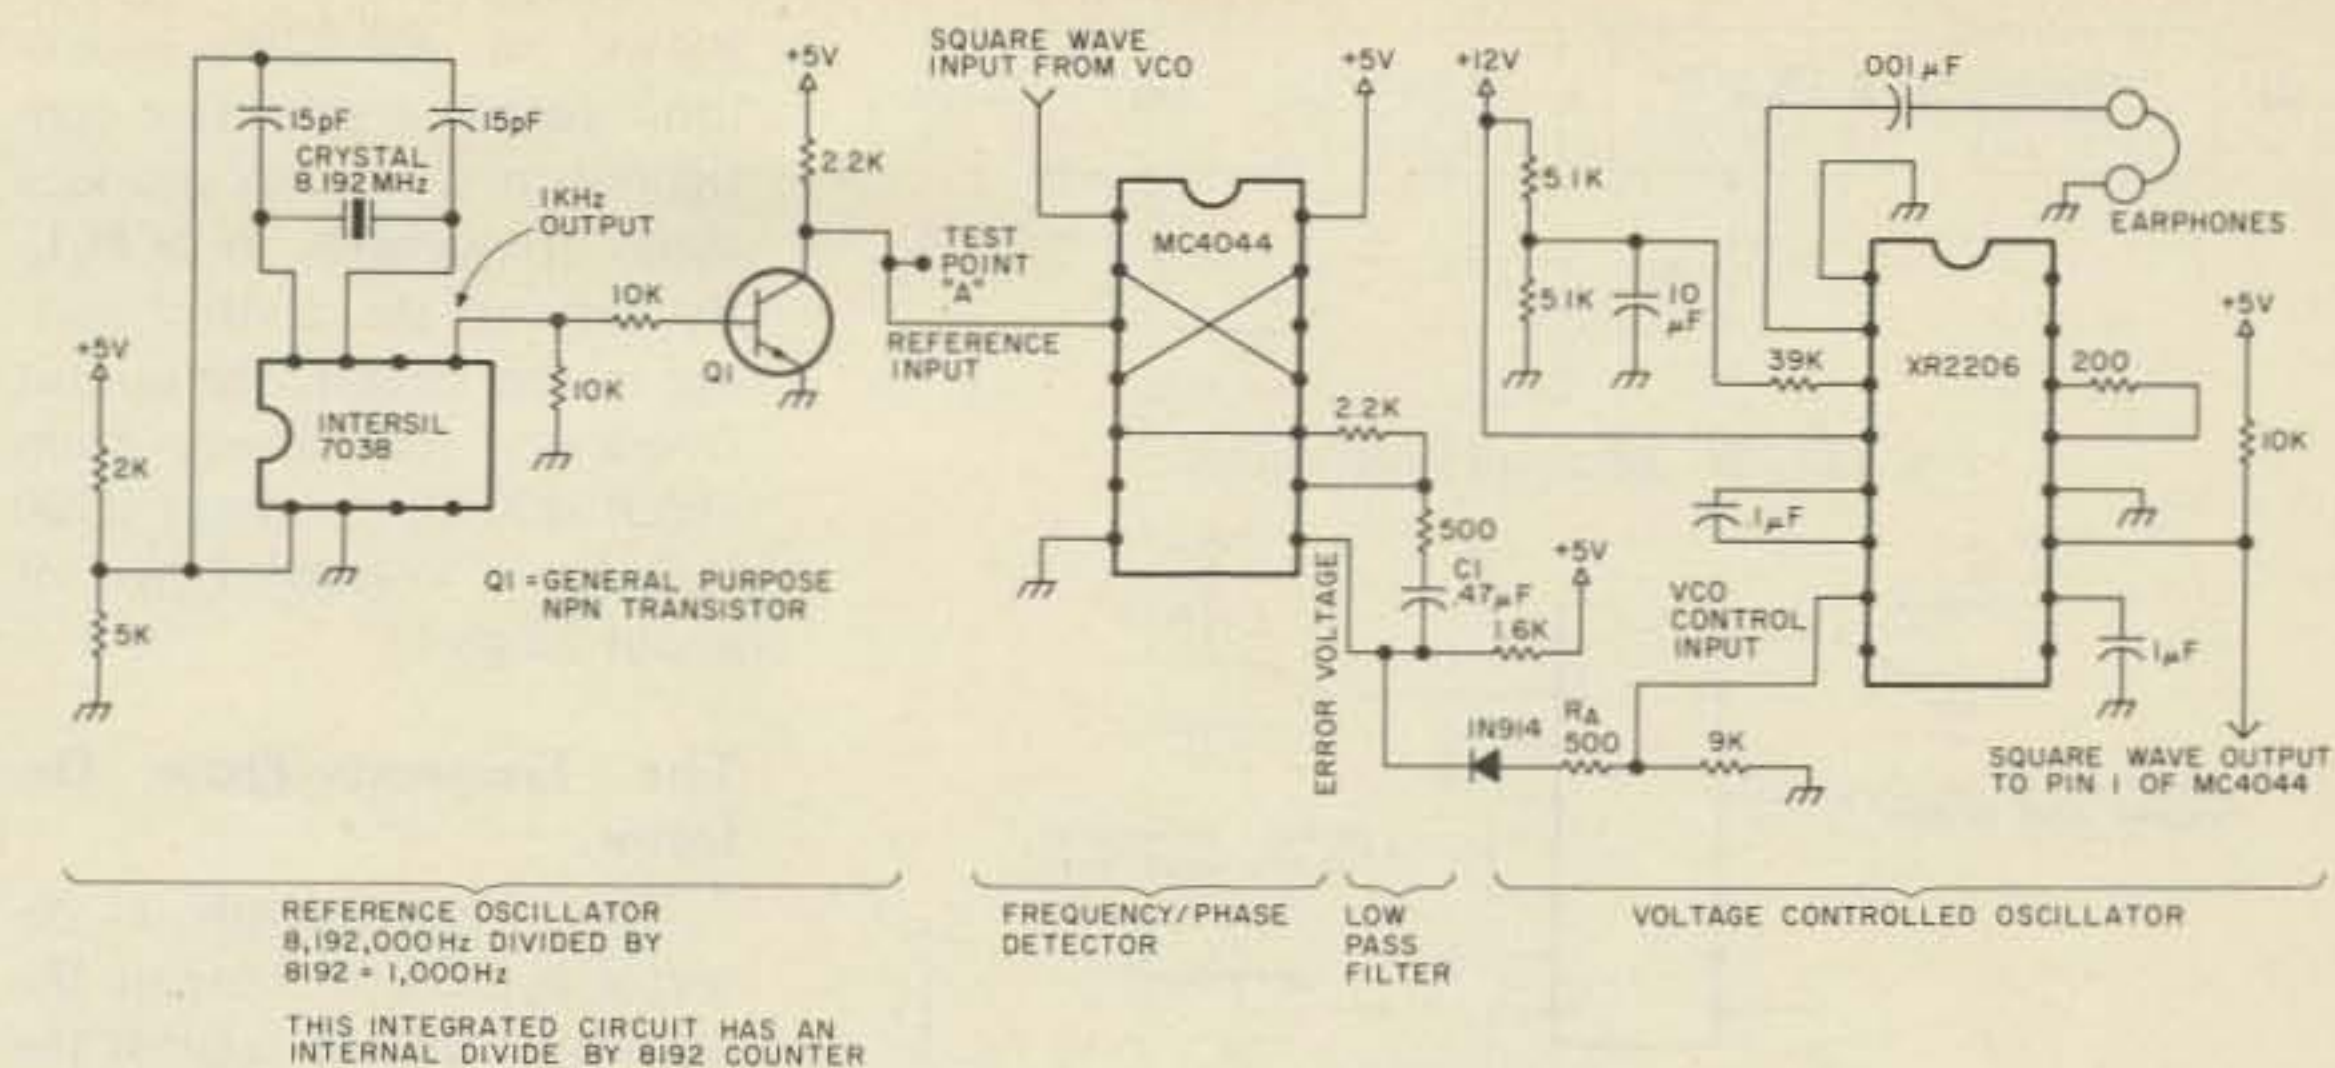 +5V
15pF
15pF
CRYSTAL
8.192MHz
1KHz
OUTPUT
10K
10K
INTERSIL
7038
2K
5K
Q1
Q1 = GENERAL PURPOSE
NPN TRANSISTOR
+5V
2.2K
TEST
POINT
"A"
REFERENCE
INPUT
SQUARE WAVE
INPUT FROM VCO
+5V
MC4044
2.2K
500
C1
.47µF
1.6K
+5V
ERROR VOLTAGE
1N914
RA
500
9K
+12V
5.1K
5.1K
10
µF
39K
.001µF
EARPHONES
XR2206
200
+5V
10K
.1µF
VCO
CONTROL
INPUT
1µF
SQUARE WAVE OUTPUT
TO PIN 1 OF MC4044
REFERENCE OSCILLATOR
8,192,000Hz DIVIDED BY
8192 = 1,000Hz
THIS INTEGRATED CIRCUIT HAS AN
INTERNAL DIVIDE BY 8192 COUNTER
FREQUENCY/PHASE
DETECTOR
LOW
PASS
FILTER
VOLTAGE CONTROLLED OSCILLATOR